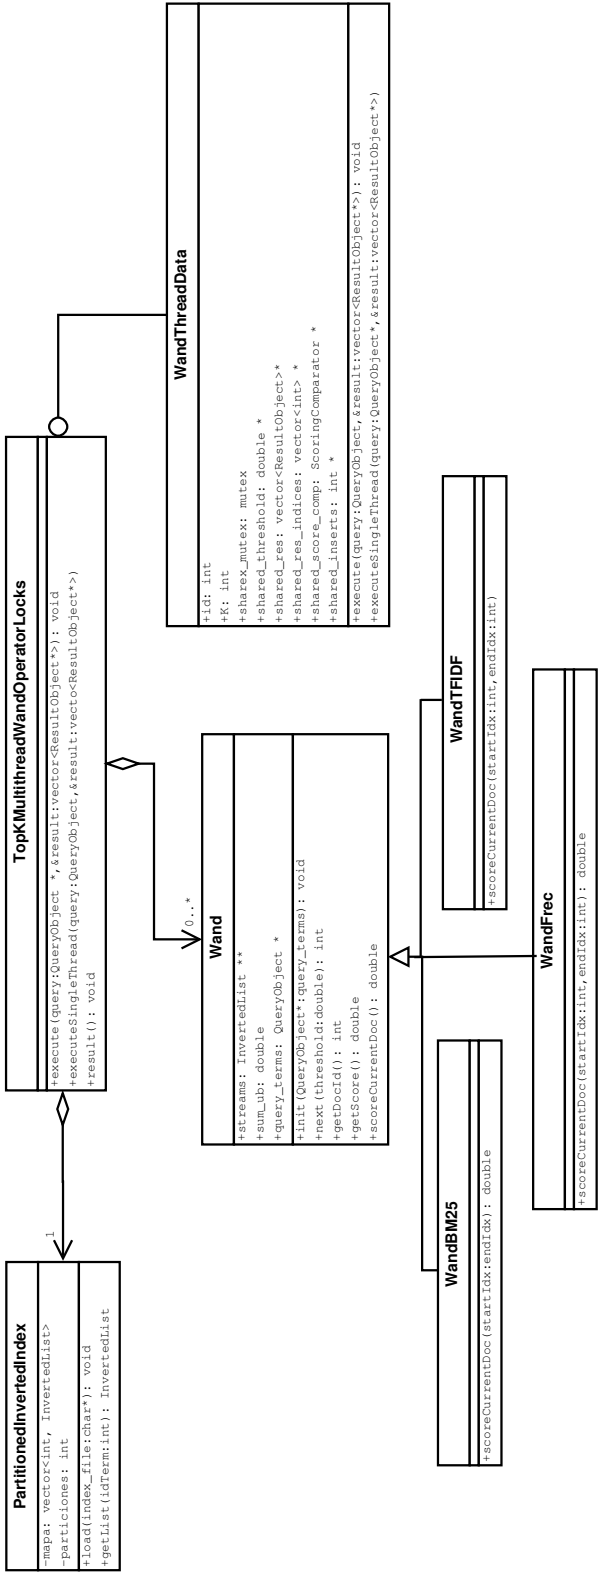 PartitionedInvertedIndex
-mapa: vector<int, InvertedList>
-particiones: int
+load(index_file:char*): void
+getList(idTerm:int): InvertedList
1
TopKMultithreadWandOperatorLocks
+execute(query:QueryObject *,&result:vector<ResultObject*>): void
+executeSingleThread(query:QueryObject,&result:vecto<ResultObject*>)
+result(): void
WandThreadData
+id: int
+K: int
+sharex_mutex: mutex
+shared_threshold: double *
+shared_res: vector<ResultObject>*
+shared_res_indices: vector<int> *
+shared_score_comp: ScoringComparator *
+shared_inserts: int *
+execute(query:QueryObject,&result:vector<ResultObject*>): void
+executeSingleThread(query:QueryObject*,&result:vector<ResultObject*>)
0..*
Wand
+streams: InvertedList **
+sum_ub: double
+query_terms: QueryObject *
+init(QueryObject*:query_terms): void
+next(threshold:double): int
+getDocId(): int
+getScore(): double
+scoreCurrentDoc(): double
WandBM25
+scoreCurrentDoc(startIdx:endIdx): double
WandTFIDF
+scoreCurrentDoc(startIdx:int,endIdx:int)
WandFrec
+scoreCurrentDoc(startIdx:int,endIdx:int): double